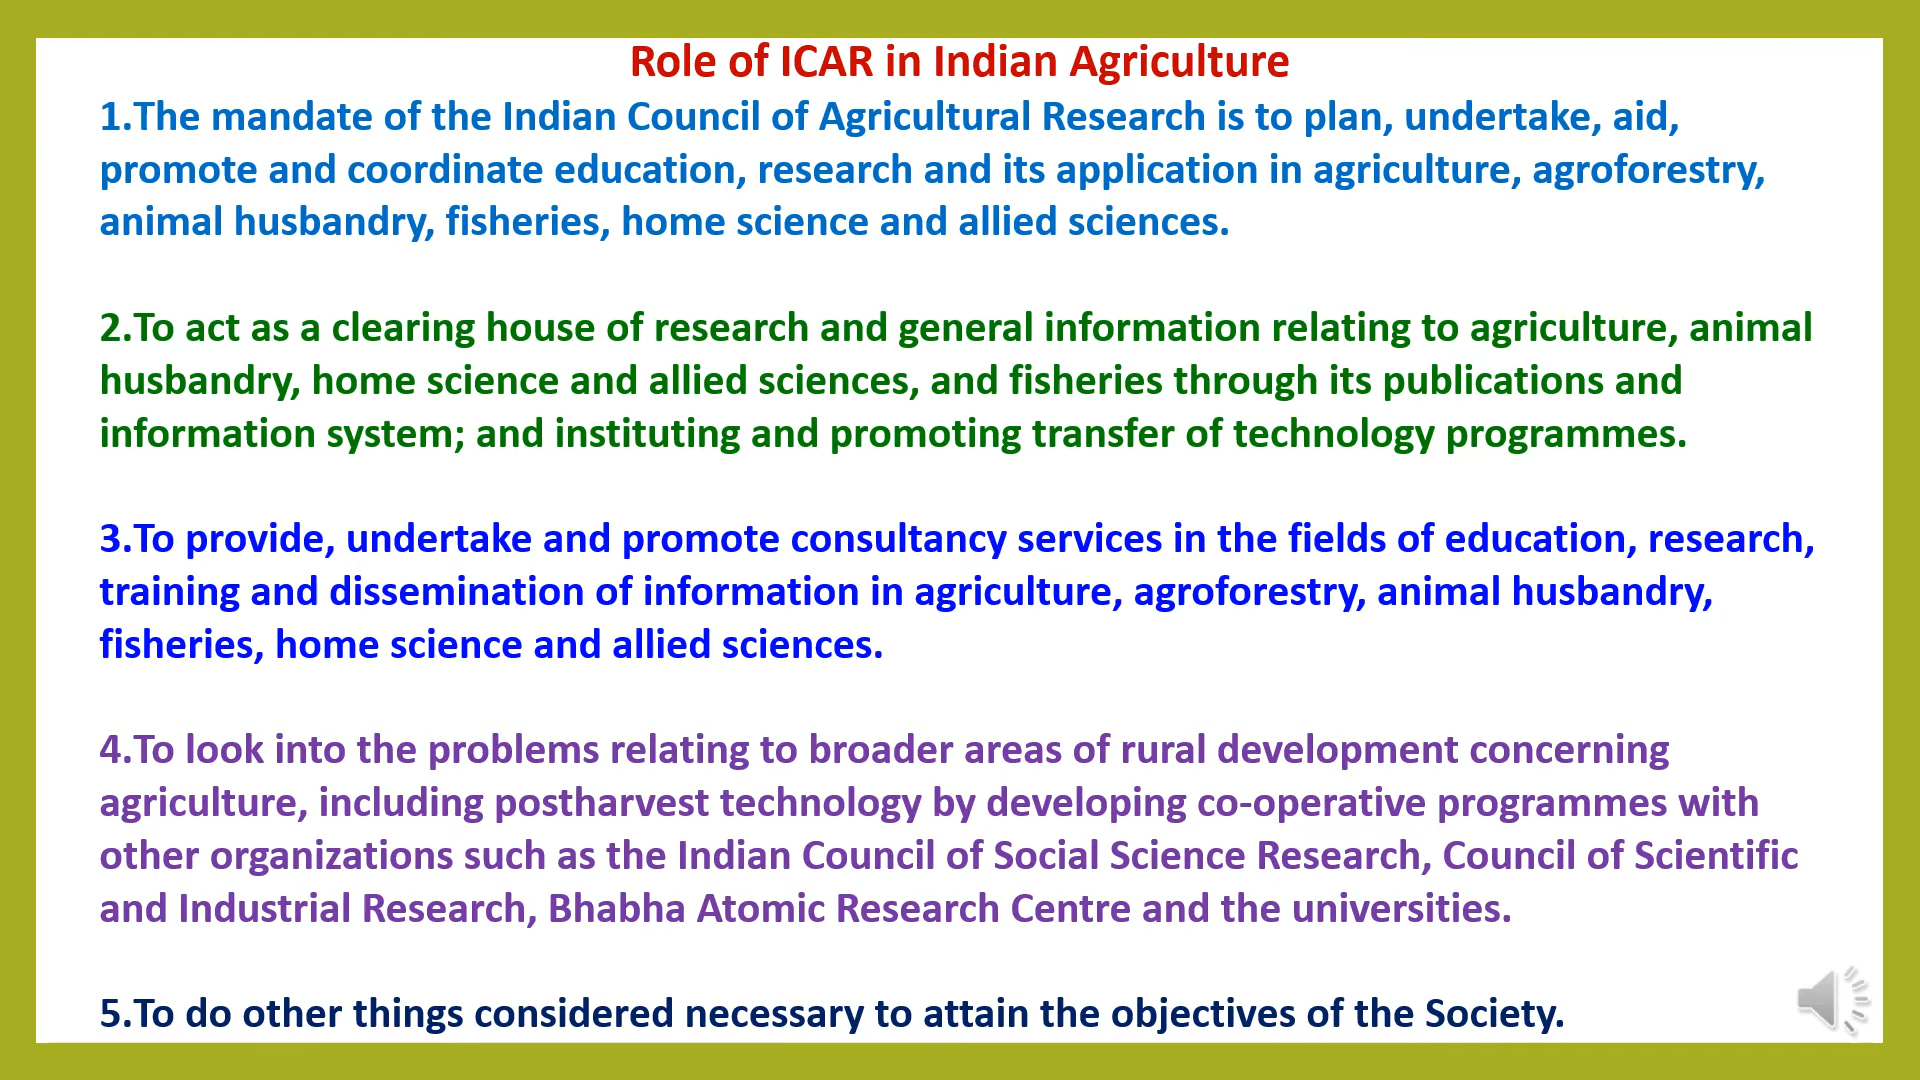 Role of ICAR in Indian Agriculture
1.The mandate of the Indian Council of Agricultural Research is to plan, undertake, aid,
promote and coordinate education, research and its application in agriculture, agroforestry,
animal husbandry, fisheries, home science and allied sciences.
2.To act as a clearing house of research and general information relating to agriculture, animal
husbandry, home science and allied sciences, and fisheries through its publications and
information system; and instituting and promoting transfer of technology programmes.
3.To provide, undertake and promote consultancy services in the fields of education, research,
training and dissemination of information in agriculture, agroforestry, animal husbandry,
fisheries, home science and allied sciences.
4.To look into the problems relating to broader areas of rural development concerning
agriculture, including postharvest technology by developing co-operative programmes with
other organizations such as the Indian Council of Social Science Research, Council of Scientific
and Industrial Research, Bhabha Atomic Research Centre and the universities.
5.To do other things considered necessary to attain the objectives of the Society.